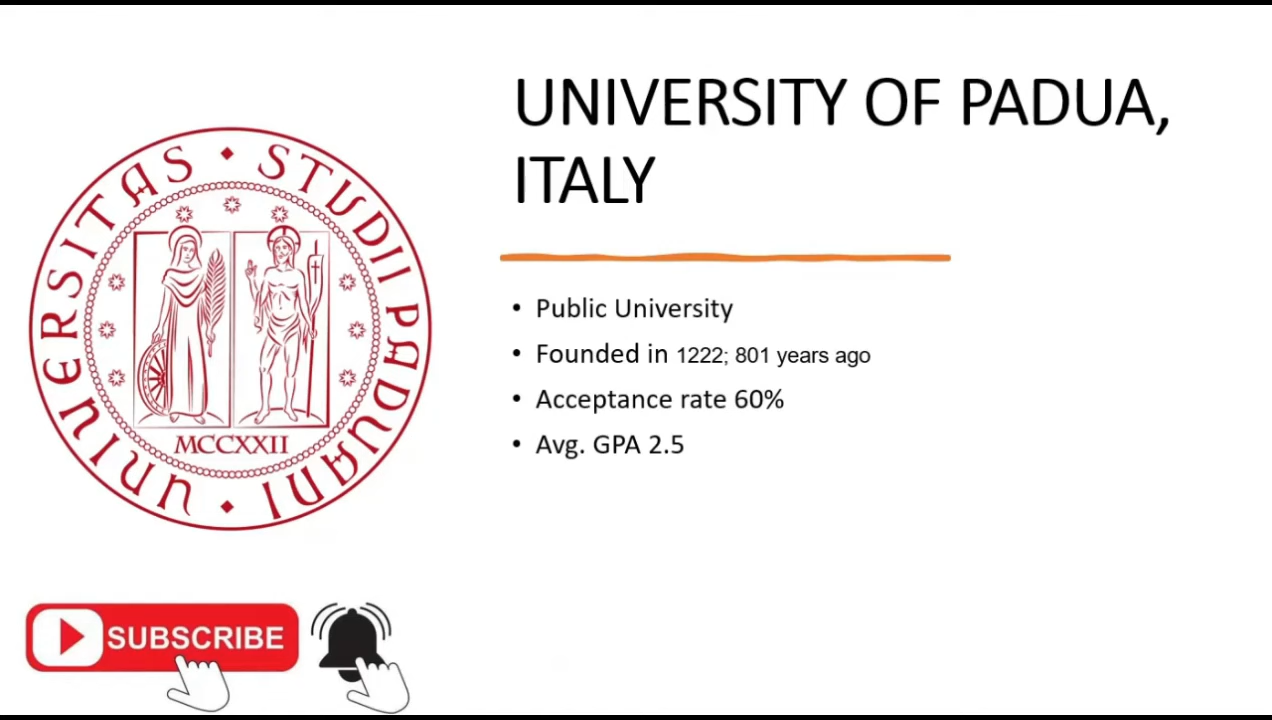 UNIVERSITY OF PADUA,
ITALY
• Public University
• Founded in 1222; 801 years ago
• Acceptance rate 60%
• Avg. GPA 2.5
UNIVERSITAS • STUDII PADUANI •
MCCXXII
SUBSCRIBE